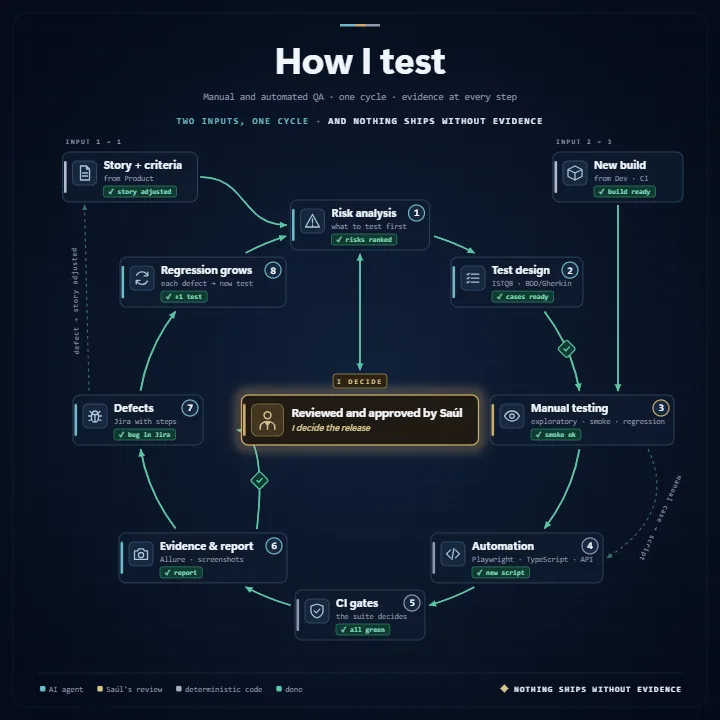 How I test
Manual and automated QA · one cycle · evidence at every step
TWO INPUTS, ONE CYCLE · AND NOTHING SHIPS WITHOUT EVIDENCE
INPUT 1 → 1
Story + criteria
from Product
✓ story adjusted
INPUT 2 → 3
New build
from Dev · CI
✓ build ready
Risk analysis 1
what to test first
✓ risks ranked
Regression grows 8
each defect → new test
✓ +1 test
Test design 2
ISTQB · BDD/Gherkin
✓ cases ready
defect → story adjusted
I DECIDE
Reviewed and approved by Saúl
I decide the release
Defects 7
Jira with steps
✓ bug in Jira
Manual testing 3
exploratory · smoke · regression
✓ smoke ok
manual case → script
Evidence & report 6
Allure · screenshots
✓ report
Automation 4
Playwright · TypeScript · API
✓ new script
CI gates 5
the suite decides
✓ all green
AI agent
Saúl's review
deterministic code
done
NOTHING SHIPS WITHOUT EVIDENCE